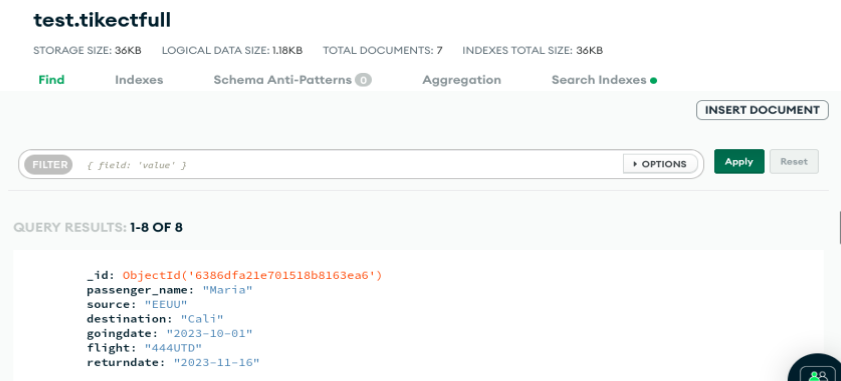 test.tikectfull
STORAGE SIZE: 36KB LOGICAL DATA SIZE: 1.18KB TOTAL DOCUMENTS: 7 INDEXES TOTAL SIZE: 36KB
Find Indexes Schema Anti-Patterns 0 Aggregation Search Indexes
INSERT DOCUMENT
FILTER { field: 'value' } OPTIONS Apply Reset
QUERY RESULTS: 1-8 OF 8
_id: ObjectId('6386dfa21e701518b8163ea6')
passenger_name: "Maria"
source: "EEUU"
destination: "Cali"
goingdate: "2023-10-01"
flight: "444UTD"
returndate: "2023-11-16"